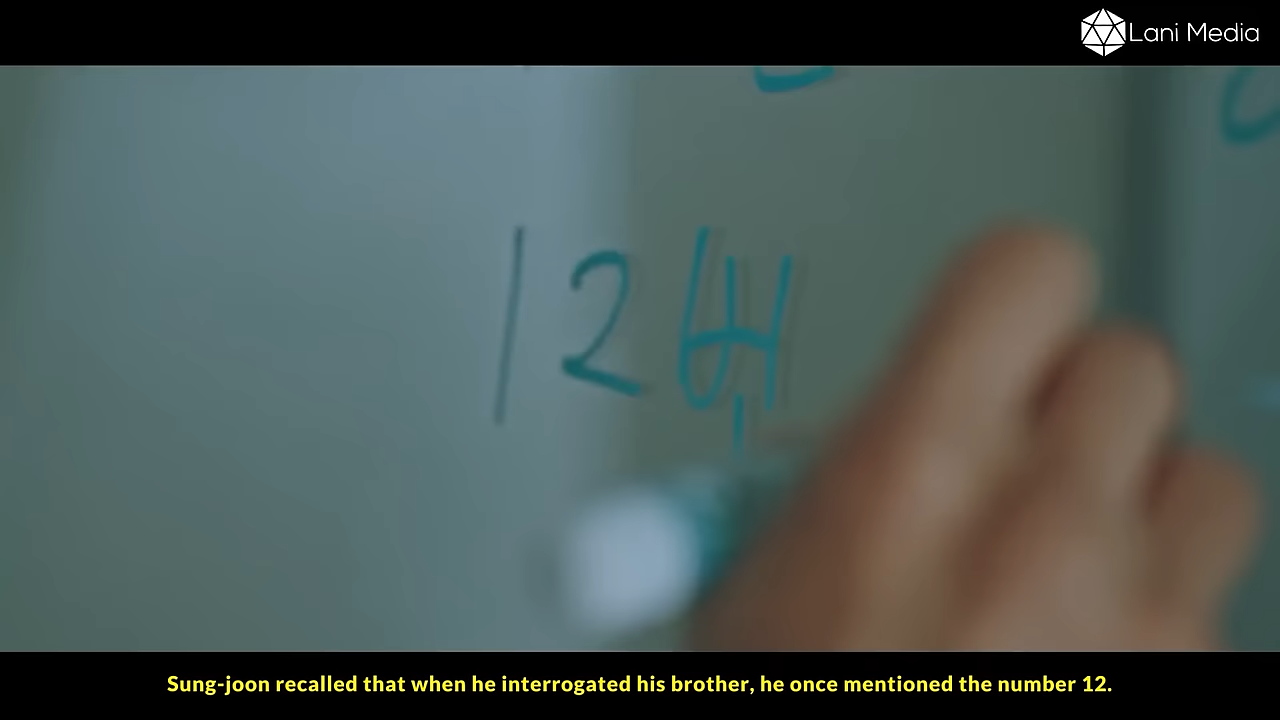 Lani Media
12
Sung-joon recalled that when he interrogated his brother, he once mentioned the number 12.